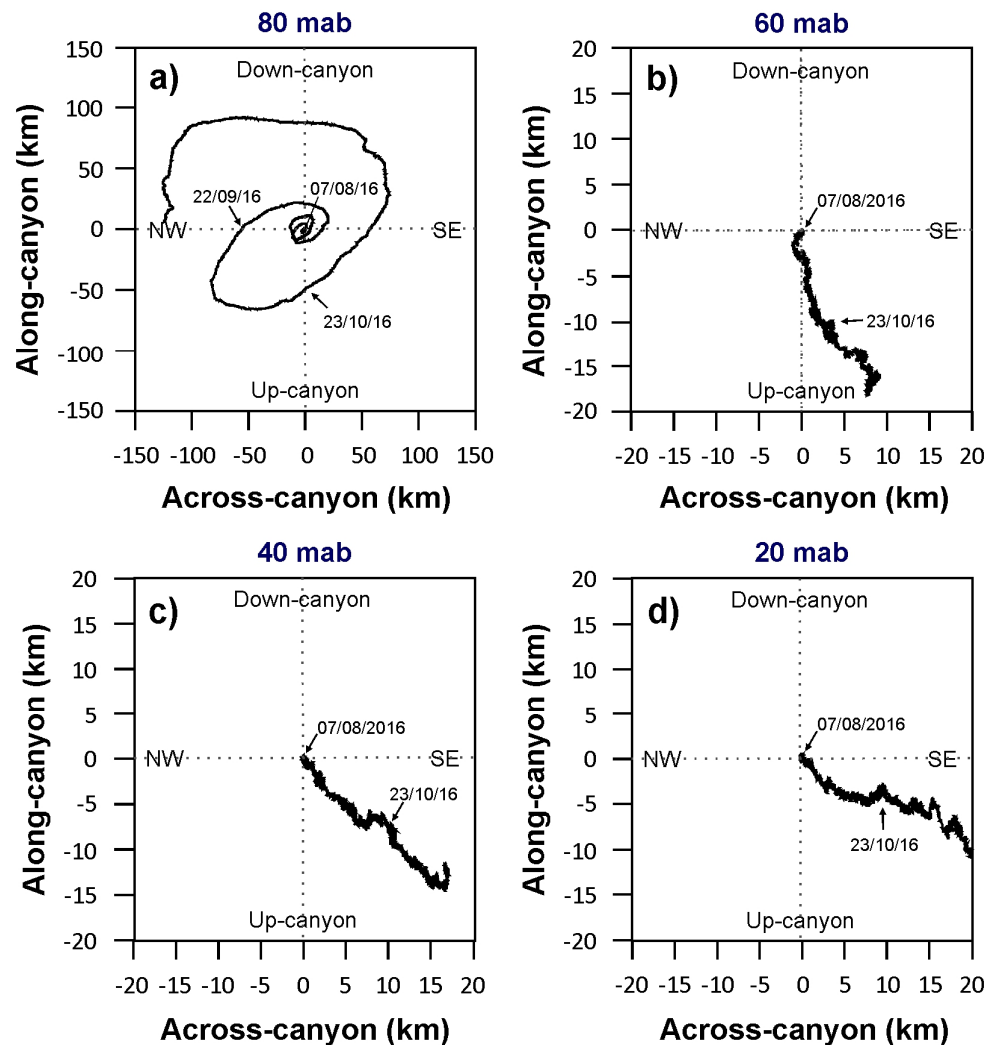 80 mab
60 mab
a)
Down-canyon
150
100
50
0
-50
-100
-150
Along-canyon (km)
22/09/16
07/08/16
NW
SE
23/10/16
Up-canyon
-150 -100 -50 0 50 100 150
Across-canyon (km)
b)
Down-canyon
20
15
10
5
0
-5
-10
-15
-20
Along-canyon (km)
07/08/2016
NW
SE
23/10/16
Up-canyon
-20 -15 -10 -5 0 5 10 15 20
Across-canyon (km)
40 mab
20 mab
c)
Down-canyon
20
15
10
5
0
-5
-10
-15
-20
Along-canyon (km)
07/08/2016
NW
SE
23/10/16
Up-canyon
-20 -15 -10 -5 0 5 10 15 20
Across-canyon (km)
d)
Down-canyon
20
15
10
5
0
-5
-10
-15
-20
Along-canyon (km)
07/08/2016
NW
SE
23/10/16
Up-canyon
-20 -15 -10 -5 0 5 10 15 20
Across-canyon (km)